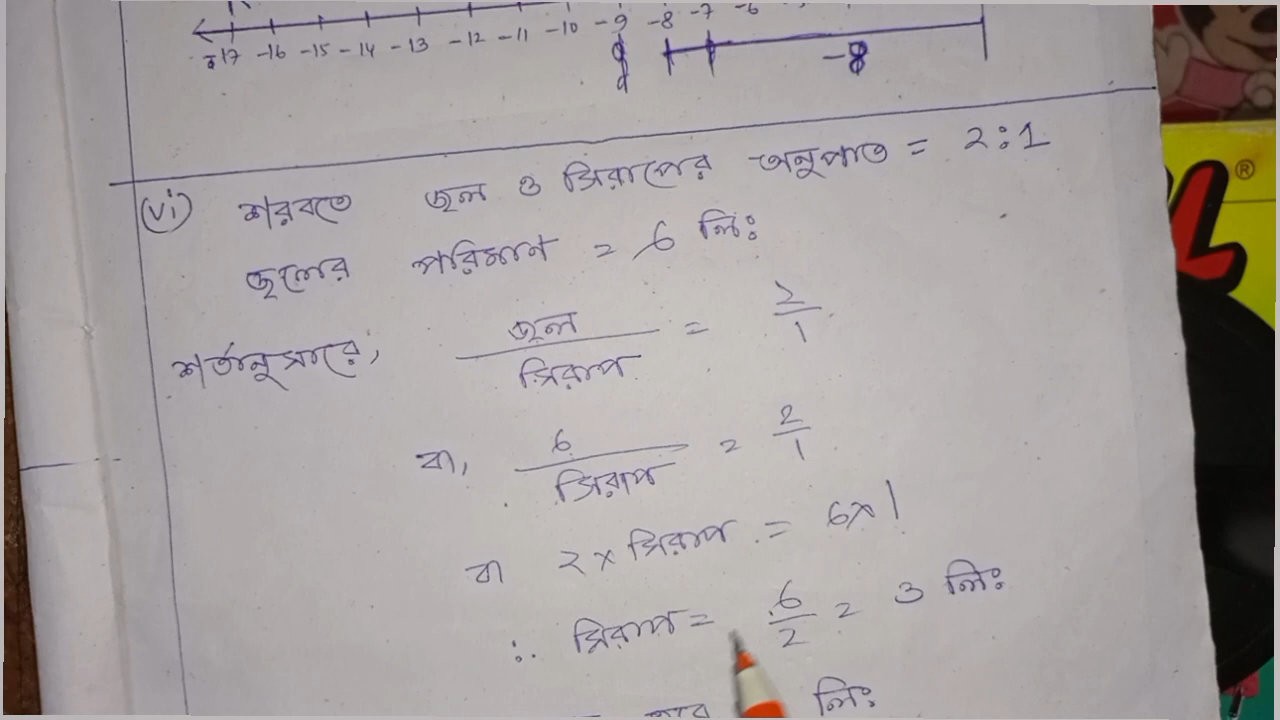 -17 -16 -15 -14 -13 -12 -11 -10 -9 -8 -7 -6
-8
(vi) শরবতে জল ও সিরাপের অনুপাত = 2:1
জলের পরিমাণ = 6 লিঃ
শর্তানুসারে, জল/সিরাপ = 2/1
বা, 6/সিরাপ = 2/1
বা 2× সিরাপ = 6×1
∴ সিরাপ = 6/2 = 3 লিঃ
লিঃ
®